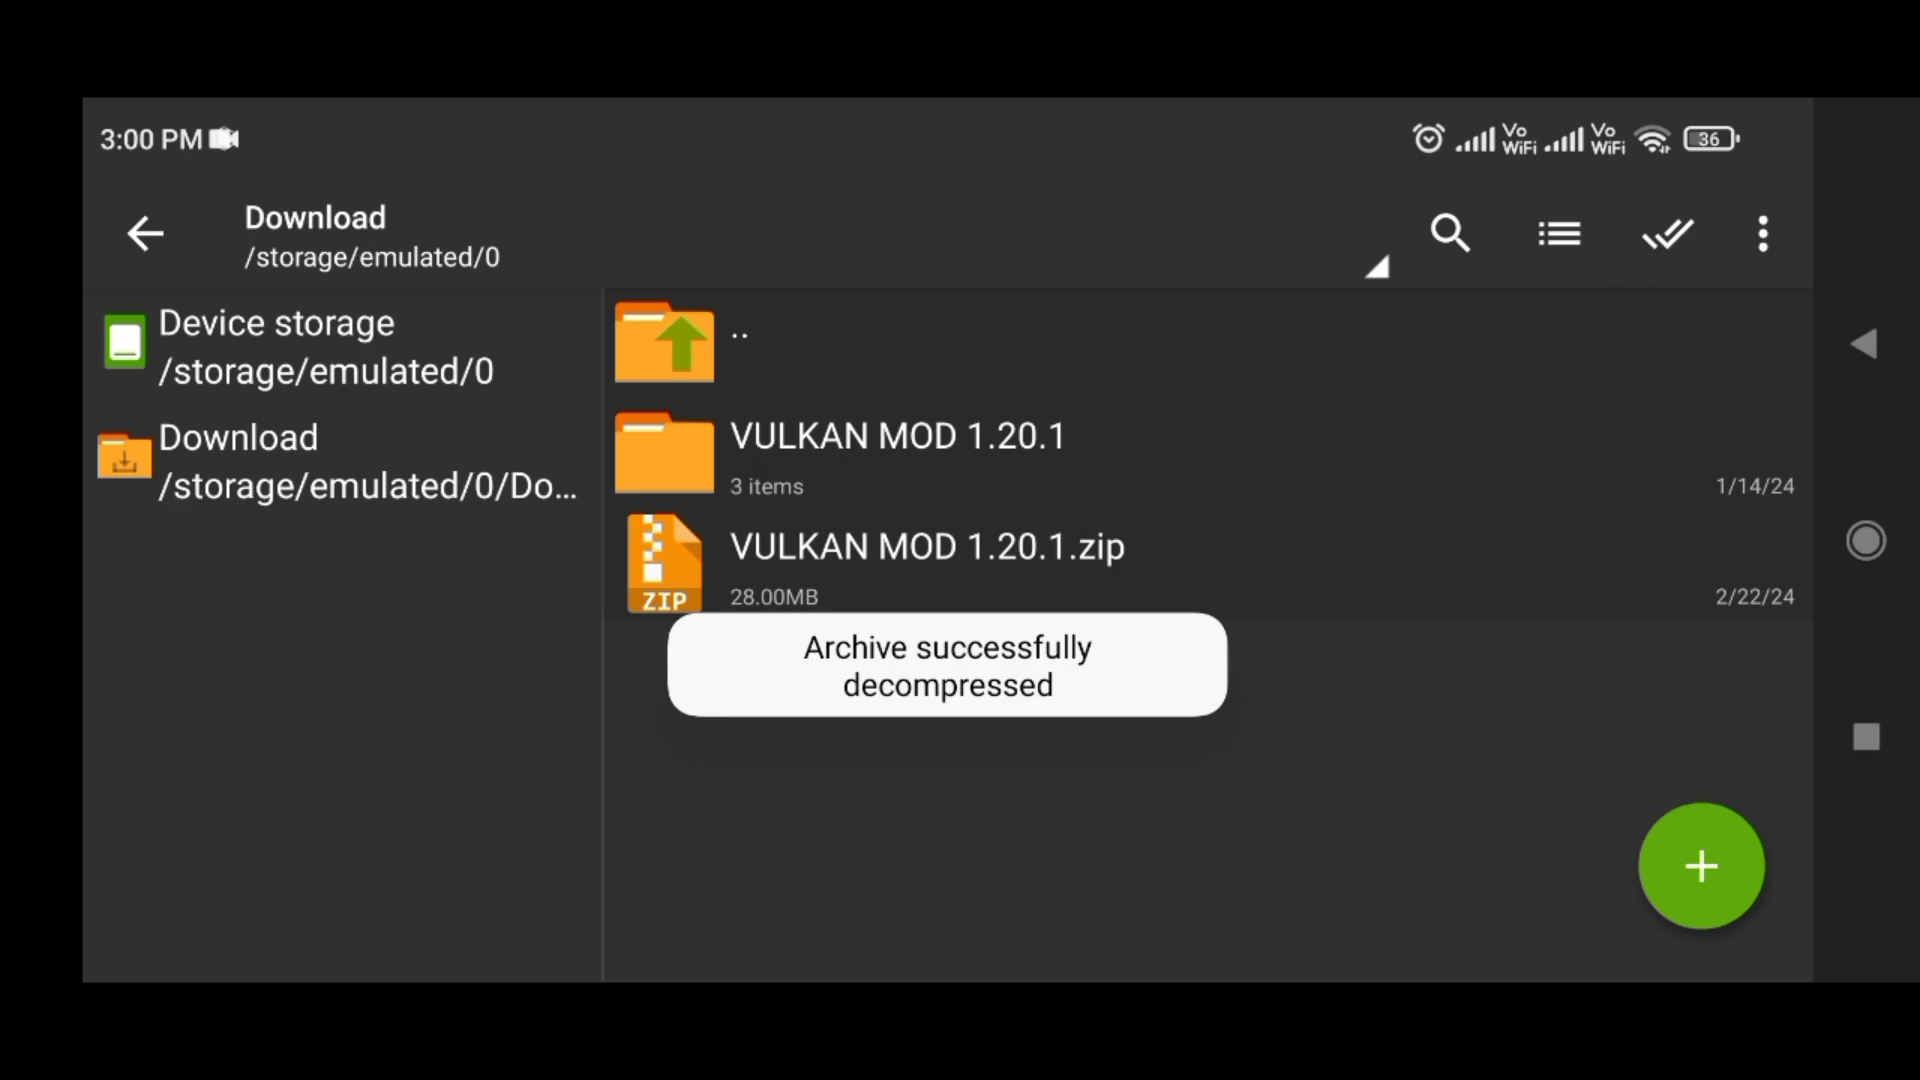 3:00 PM
Vo WiFi
Vo WiFi
36
Download
/storage/emulated/0
Device storage
/storage/emulated/0
Download
/storage/emulated/0/Do...
..
VULKAN MOD 1.20.1
3 items
1/14/24
VULKAN MOD 1.20.1.zip
ZIP
28.00MB
2/22/24
Archive successfully
decompressed